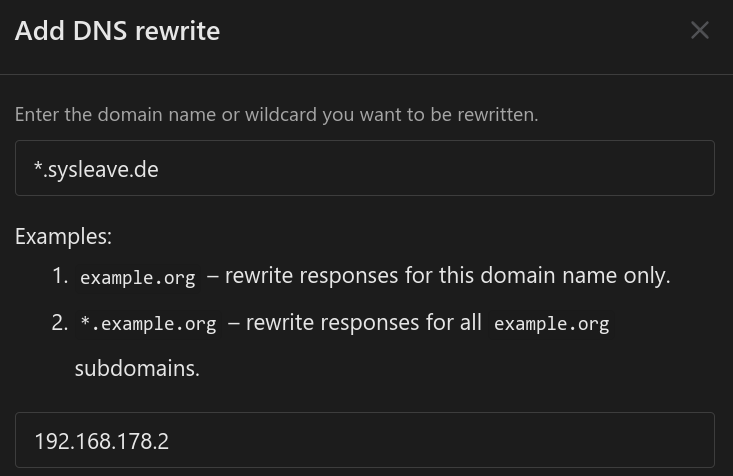 Add DNS rewrite
Enter the domain name or wildcard you want to be rewritten.
*.sysleave.de
Examples:
1. example.org – rewrite responses for this domain name only.
2. *.example.org – rewrite responses for all example.org
subdomains.
192.168.178.2